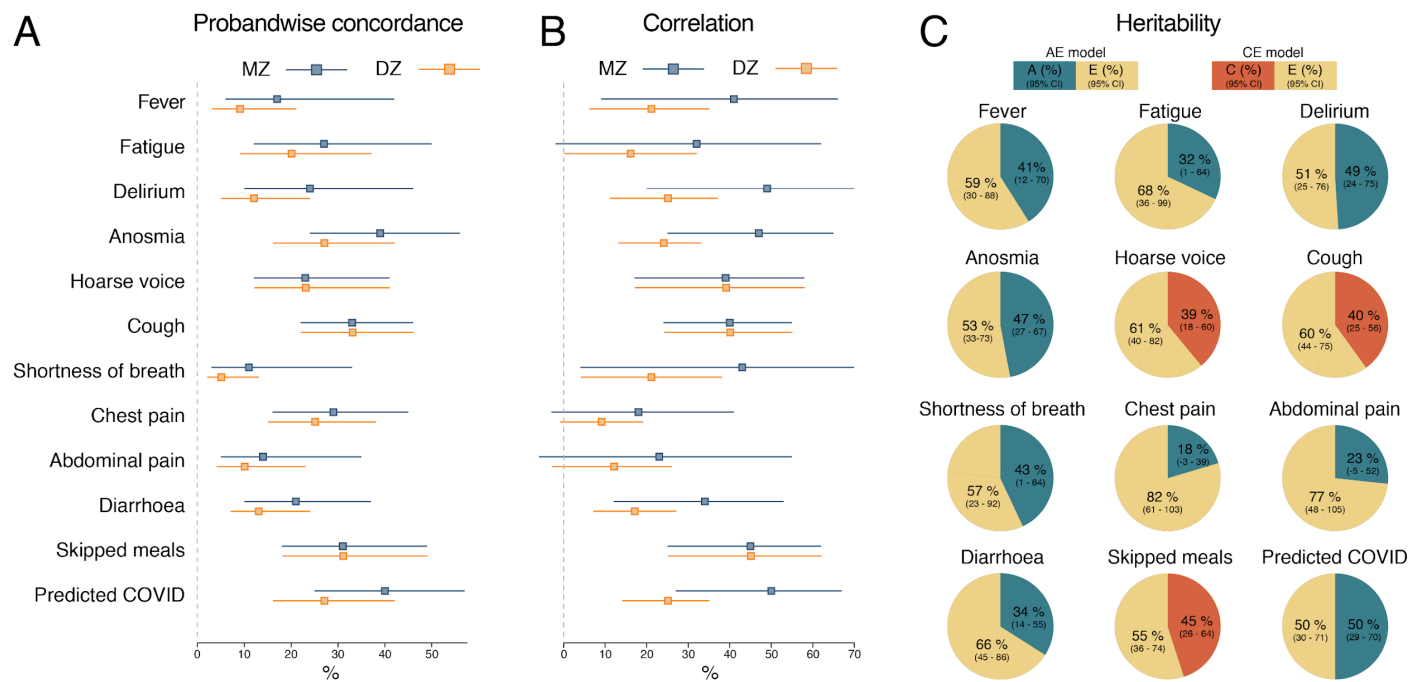 A
Probandwise concordance
MZ
DZ
Fever
Fatigue
Delirium
Anosmia
Hoarse voice
Cough
Shortness of breath
Chest pain
Abdominal pain
Diarrhoea
Skipped meals
Predicted COVID
0 10 20 30 40 50
%
B
Correlation
MZ
DZ
0 10 20 30 40 50 60 70
%
C
Heritability
AE model
CE model
A (%) E (%)
(95% CI) (95% CI)
C (%) E (%)
(95% CI) (95% CI)
Fever
41%
(12 - 70)
59 %
(30 - 88)
Fatigue
32 %
(1 - 64)
68 %
(36 - 99)
Delirium
51 % 49 %
(25 - 76) (24 - 75)
Anosmia
53 % 47 %
(33-73) (27 - 67)
Hoarse voice
39 %
(18 - 60)
61 %
(40 - 82)
Cough
40 %
(25 - 56)
60 %
(44 - 75)
Shortness of breath
43 %
(1 - 64)
57 %
(23 - 92)
Chest pain
18 %
(-3 - 39)
82 %
(61 - 103)
Abdominal pain
23 %
(-5 - 52)
77 %
(48 - 105)
Diarrhoea
34 %
(14 - 55)
66 %
(45 - 86)
Skipped meals
45 %
(26 - 64)
55 %
(36 - 74)
Predicted COVID
50 % 50 %
(30 - 71) (29 - 70)